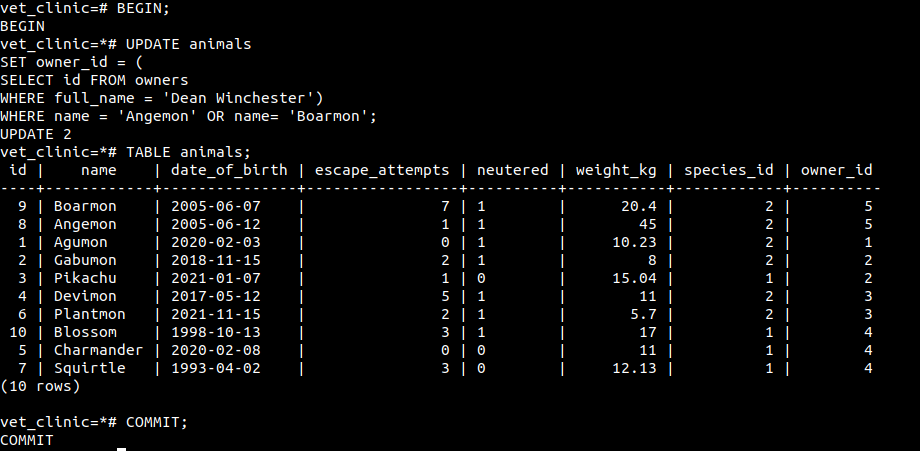 vet_clinic=# BEGIN;
BEGIN
vet_clinic=*# UPDATE animals
SET owner_id = (
SELECT id FROM owners
WHERE full_name = 'Dean Winchester')
WHERE name = 'Angemon' OR name= 'Boarmon';
UPDATE 2
vet_clinic=*# TABLE animals;
 id |    name    | date_of_birth | escape_attempts | neutered | weight_kg | species_id | owner_id
----+------------+---------------+-----------------+----------+-----------+------------+----------
  9 | Boarmon    | 2005-06-07    |               7 | 1        |      20.4 |          2 |        5
  8 | Angemon    | 2005-06-12    |               1 | 1        |        45 |          2 |        5
  1 | Agumon     | 2020-02-03    |               0 | 1        |     10.23 |          2 |        1
  2 | Gabumon    | 2018-11-15    |               2 | 1        |         8 |          2 |        2
  3 | Pikachu    | 2021-01-07    |               1 | 0        |     15.04 |          1 |        2
  4 | Devimon    | 2017-05-12    |               5 | 1        |        11 |          2 |        3
  6 | Plantmon   | 2021-11-15    |               2 | 1        |       5.7 |          2 |        3
 10 | Blossom    | 1998-10-13    |               3 | 1        |        17 |          1 |        4
  5 | Charmander | 2020-02-08    |               0 | 0        |        11 |          1 |        4
  7 | Squirtle   | 1993-04-02    |               3 | 0        |     12.13 |          1 |        4
(10 rows)

vet_clinic=*# COMMIT;
COMMIT